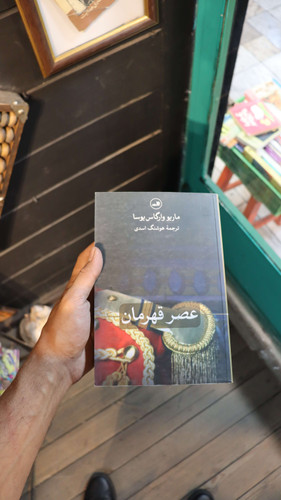 ماریو وارگاس یوسا
ترجمهٔ هوشنگ اسدی
عصر قهرمان